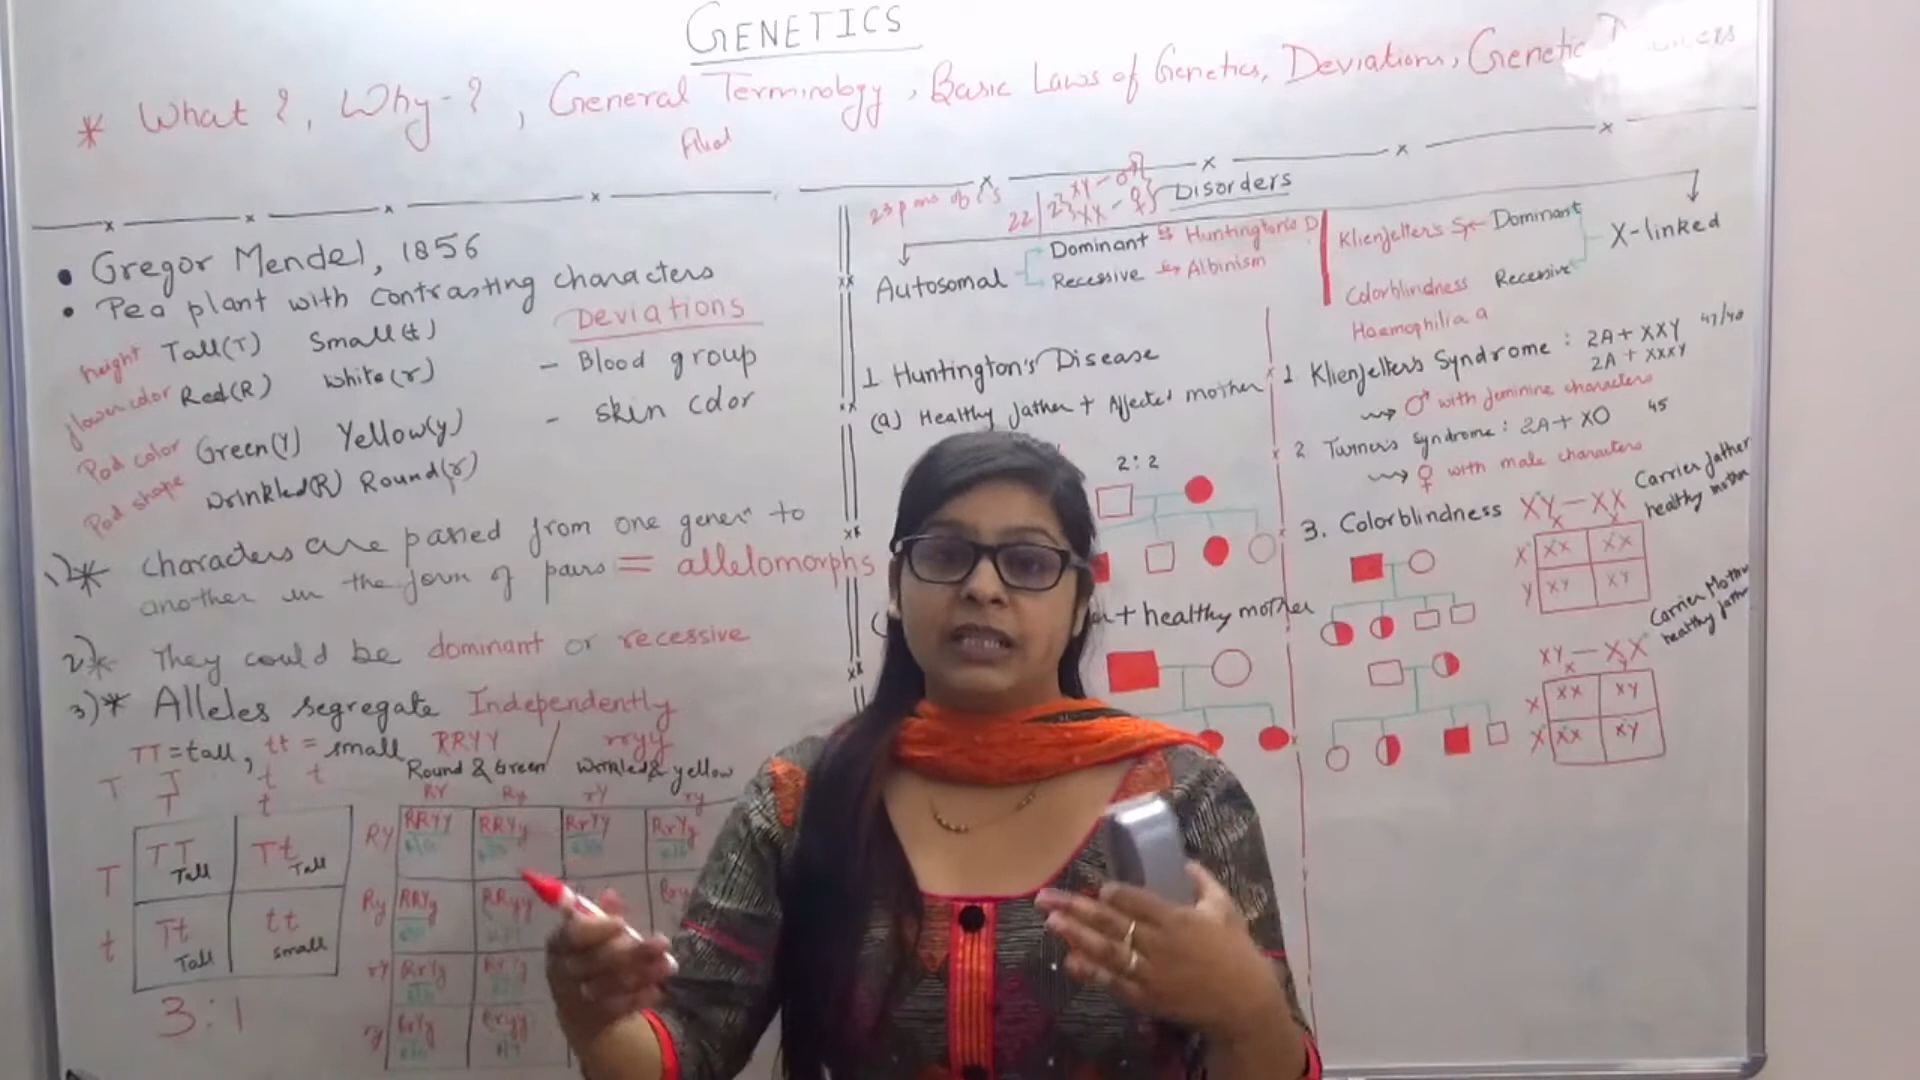 GENETICS
* What?, Why-?, General Terminology, Basic Laws of Genetics, Deviations, Genetic
Filial
• Gregor Mendel, 1856
• Pea plant with contrasting characters
height Tall(T) Small(t)
flower color Red(R) White(r)
Pod color Green(Y) Yellow(y)
Pod shape Wrinkled(R) Round(r)
Deviations
- Blood group
- skin color
1)* characters are passed from one genern to
another in the form of pairs = allelomorphs
2)* They could be dominant or recessive
3)* Alleles segregate Independently
TT = tall, tt = small RRYY / rryy
Round & Green Wrinkled & yellow
T T t t
T t
T TT Tall Tt Tall
t Tt Tall tt small
3:1
RY Ry rY ry
RY RRYY RRYy RrYY RrYy
Ry RRYy RRyy
rY RrYy
ry RrYy
23 pairs of
22/23 XY-♂
XX-♀
Disorders
Autosomal
Dominant Huntington's D
Recessive Albinism
Klienfelter's Sy Dominant
Colorblindness Recessive
Haemophilia a
X-linked
1 Huntington's Disease
(a) Healthy father + Affected mother
2:2
+ healthy mother
1 Klienfelter's Syndrome : 2A + XXY 47/48
2A + XXXY
♂ with feminine characters
2 Turner's syndrome : 2A + XO 45
♀ with male characters
3. Colorblindness XY - XX
Carrier father
healthy mother
X X
X XX XX
Y XY XY
Carrier Mother
healthy father
XY - XX
X Y
X XX XY
X XX XY